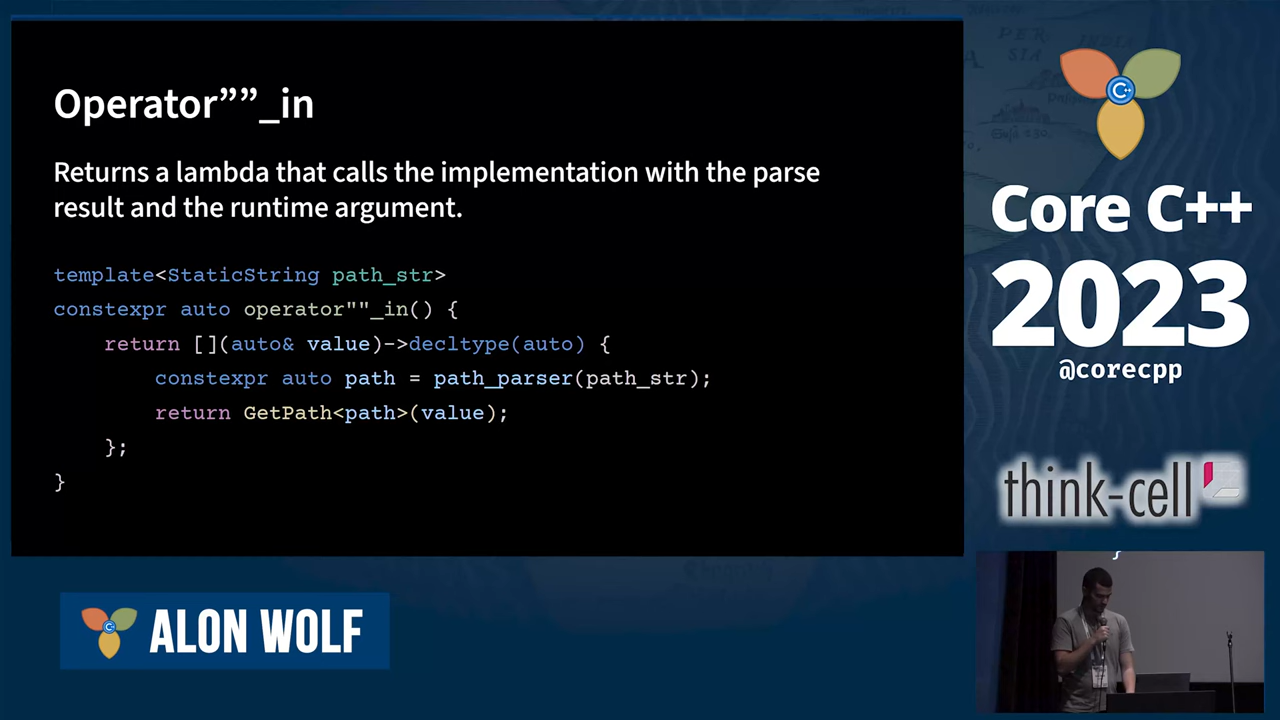 Operator””_in
Returns a lambda that calls the implementation with the parse
result and the runtime argument.
template<StaticString path_str>
constexpr auto operator""_in() {
return [](auto& value)->decltype(auto) {
constexpr auto path = path_parser(path_str);
return GetPath<path>(value);
};
}
C++
Core C++
2023
@corecpp
think-cell
}
C++
ALON WOLF